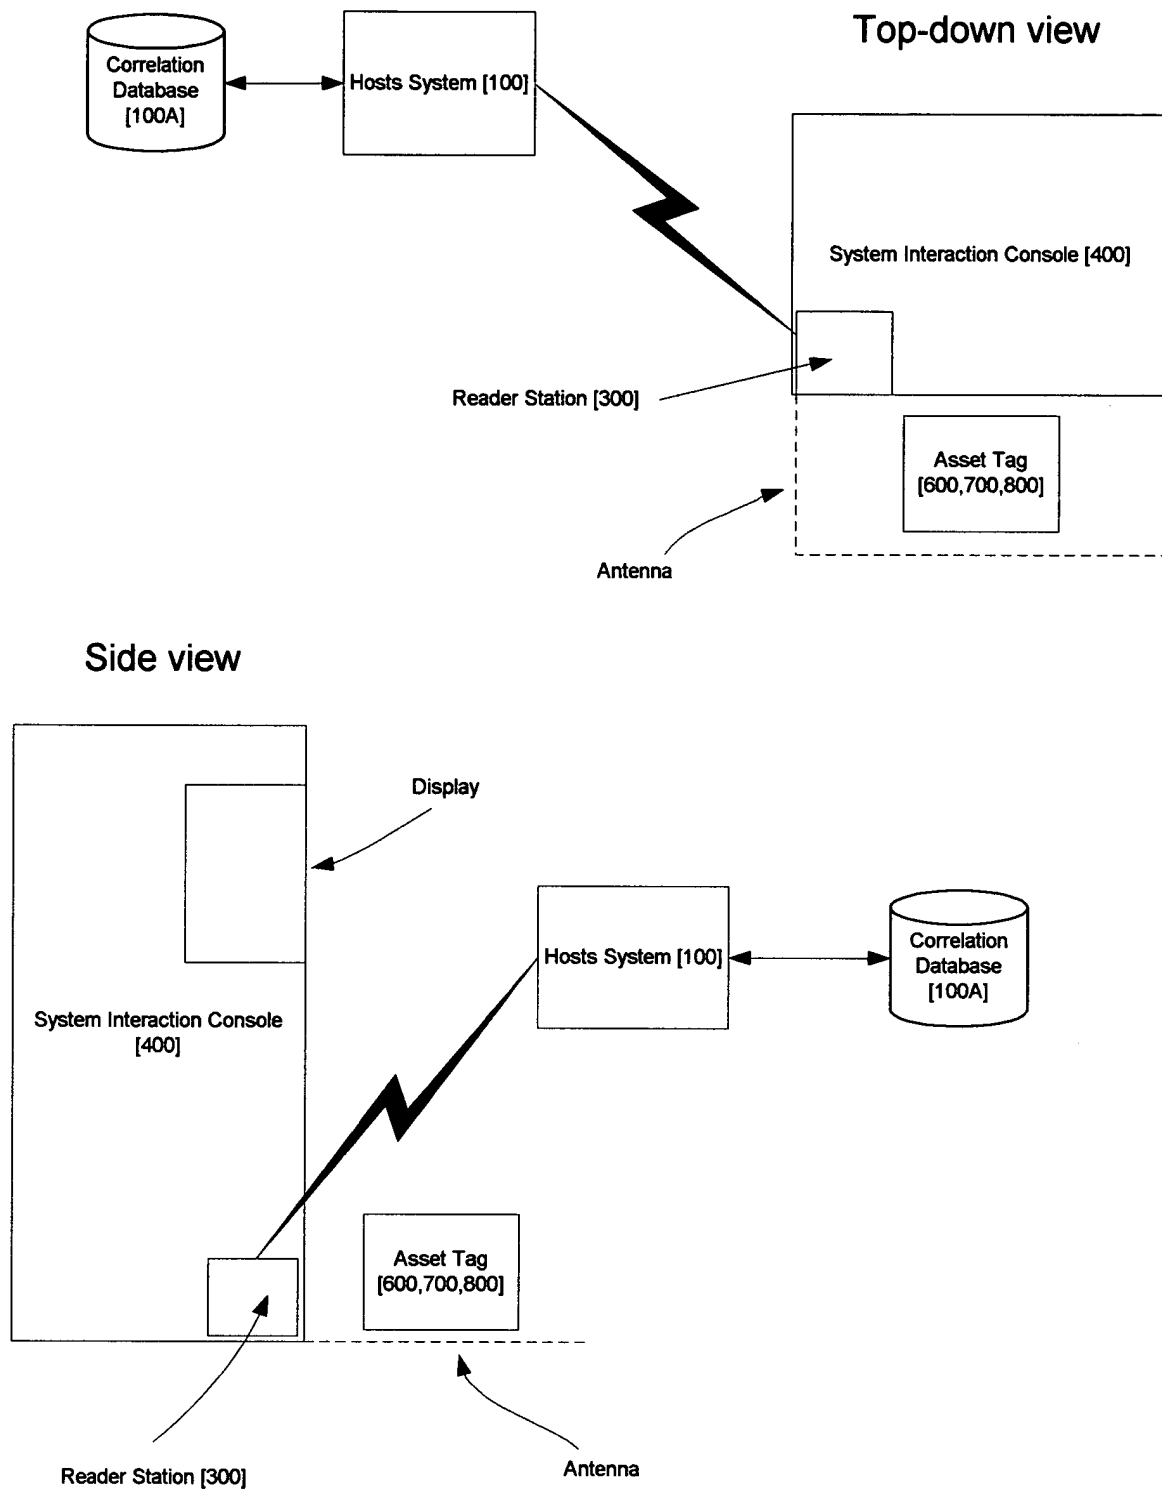 Top-down view
Correlation
Database
[100A]
Hosts System [100]
System Interaction Console [400]
Reader Station [300]
Asset Tag
[600,700,800]
Antenna
Side view
Display
Hosts System [100]
Correlation
Database
[100A]
System Interaction Console
[400]
Asset Tag
[600,700,800]
Reader Station [300]
Antenna